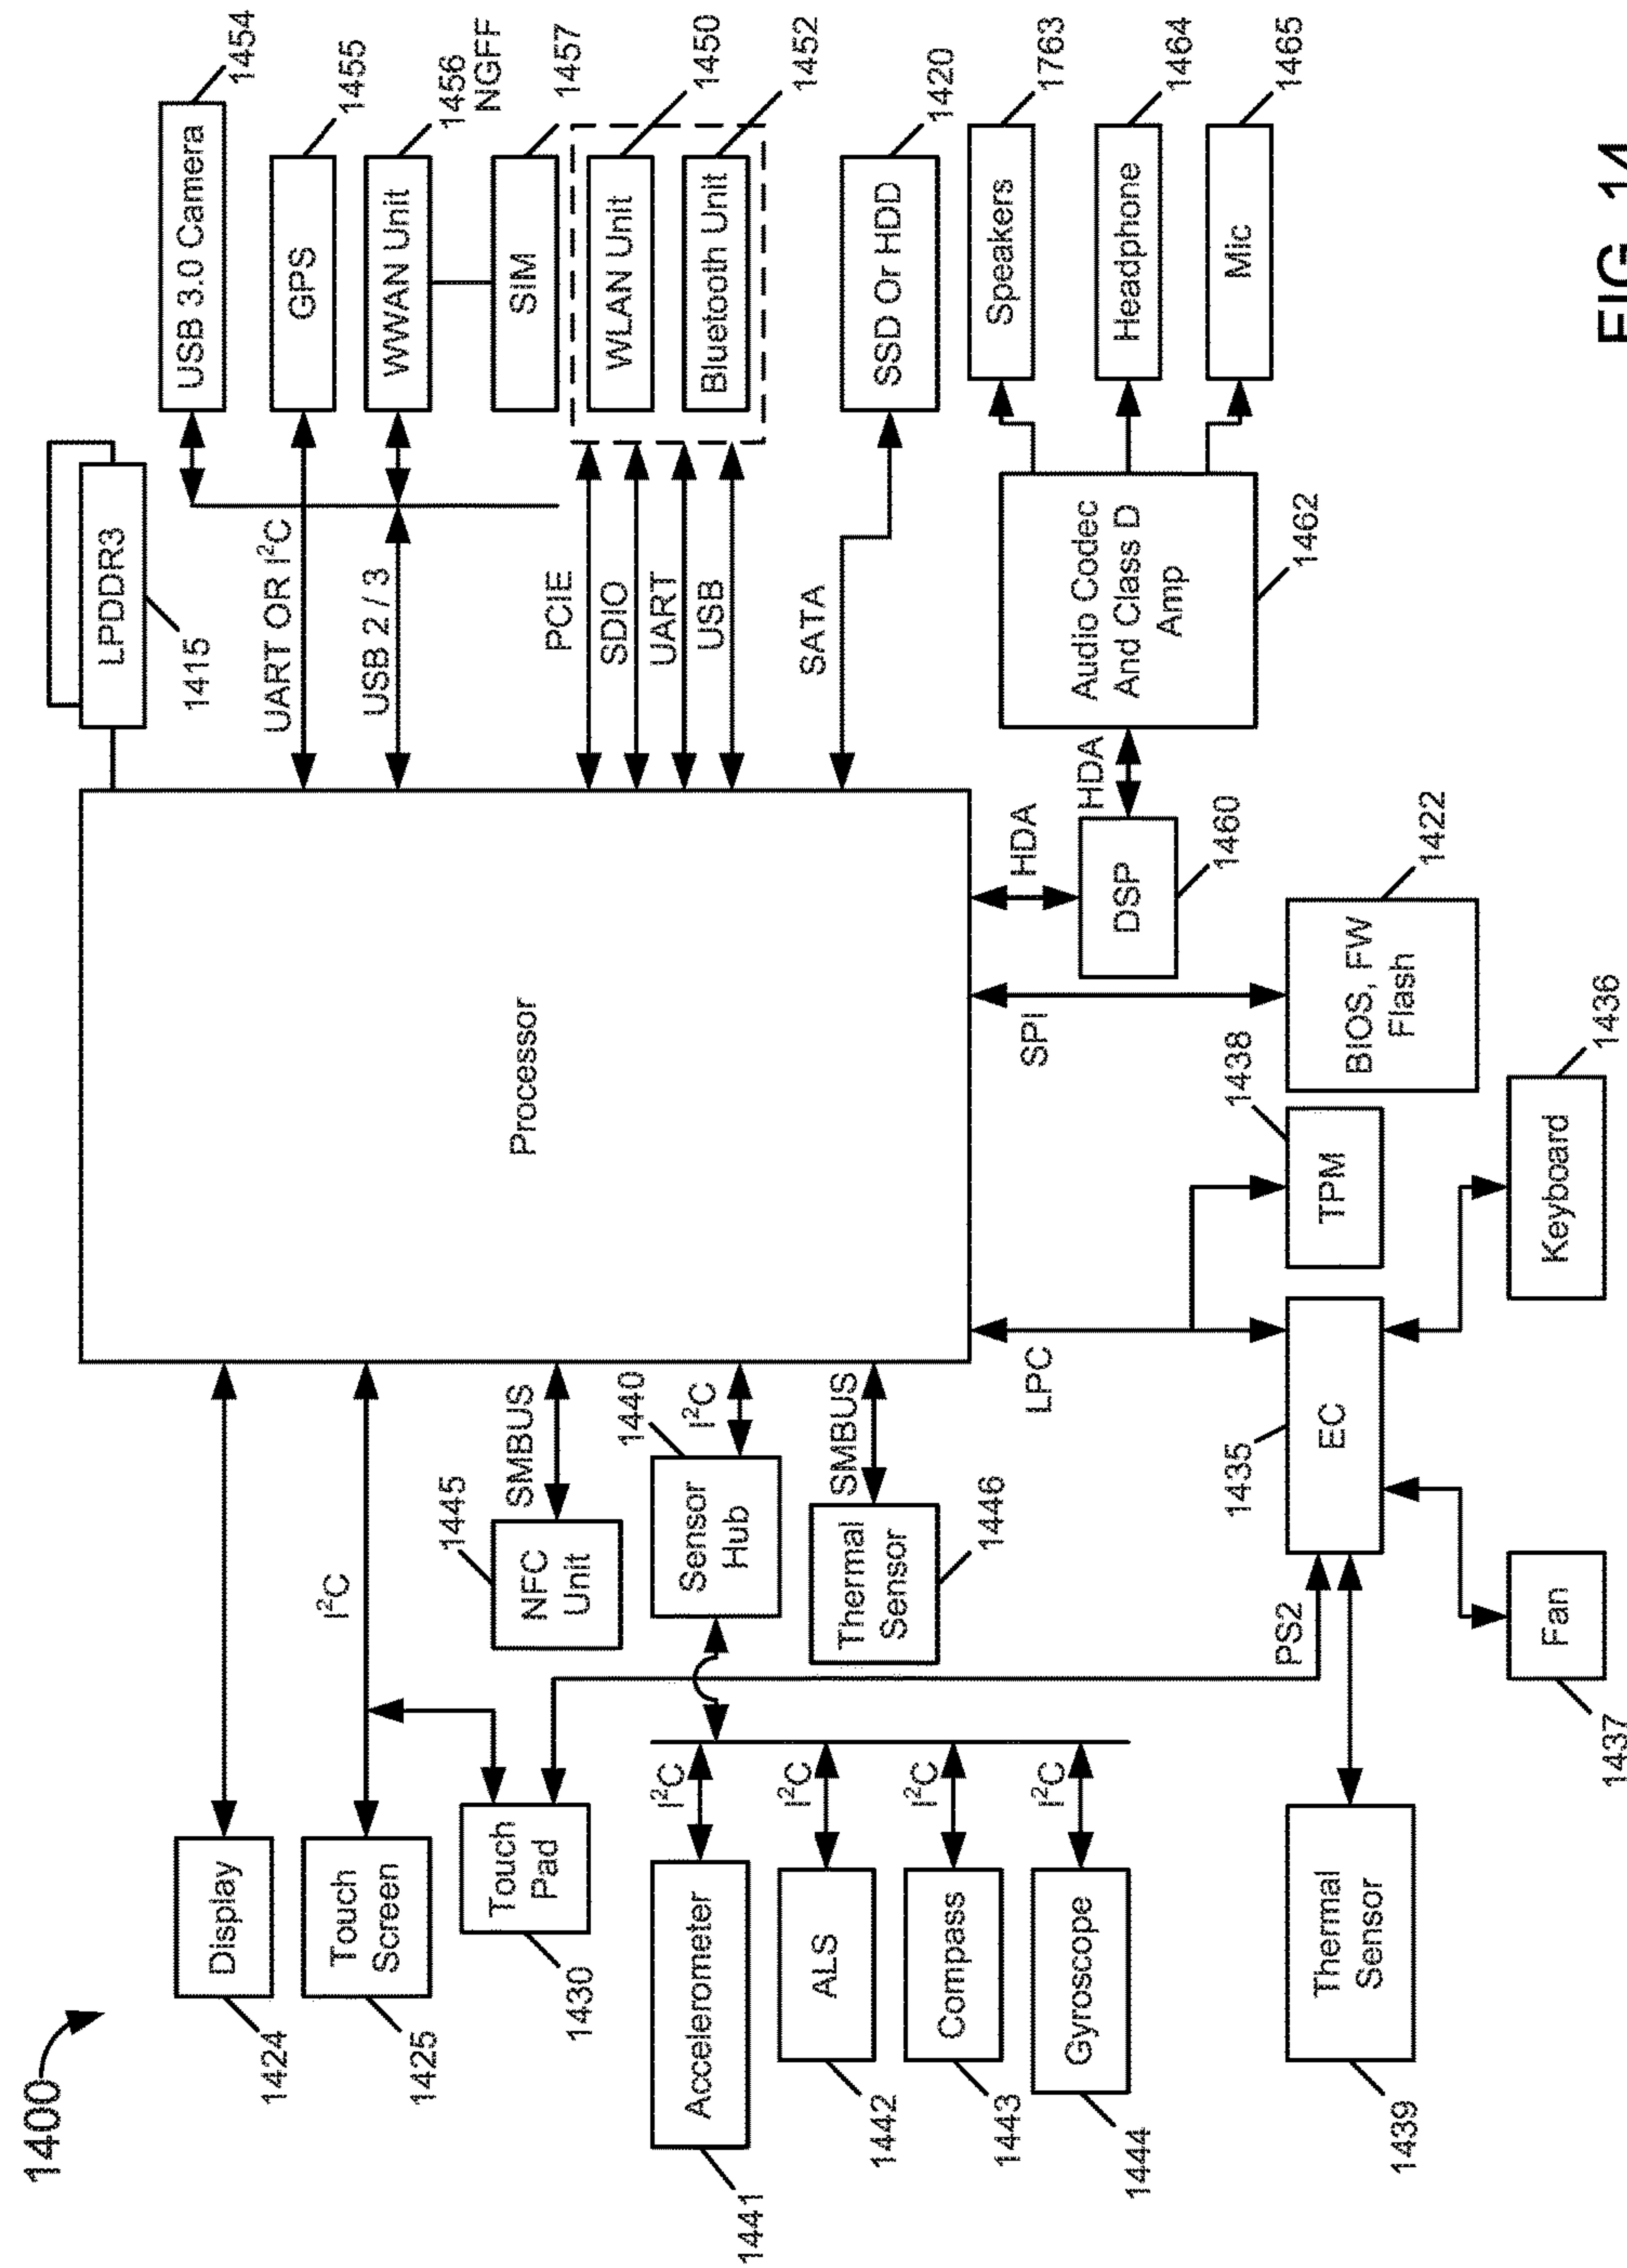 1400
Display
1424
Touch
Screen
1425
I²C
Touch
Pad
1430
NFC
Unit
1445
SMBUS
Sensor
Hub
1440
I²C
Thermal
Sensor
1446
SMBUS
Accelerometer
1441
I²C
ALS
1442
I²C
Compass
1443
I²C
Gyroscope
1444
I²C
Thermal
Sensor
1439
PS2
Fan
1437
EC
1435
LPC
Keyboard
1436
TPM
1438
BIOS, FW
Flash
1422
SPI
Processor
LPDDR3
1415
UART OR I²C
USB 2 / 3
USB 3.0 Camera
1454
GPS
1455
WWAN Unit
1456
NGFF
SIM
1457
PCIE
SDIO
UART
USB
WLAN Unit
1450
Bluetooth Unit
1452
SATA
SSD Or HDD
1420
HDA
DSP
1460
HDA
Audio Codec
And Class D
Amp
1462
Speakers
1763
Headphone
1464
Mic
1465
FIG. 14